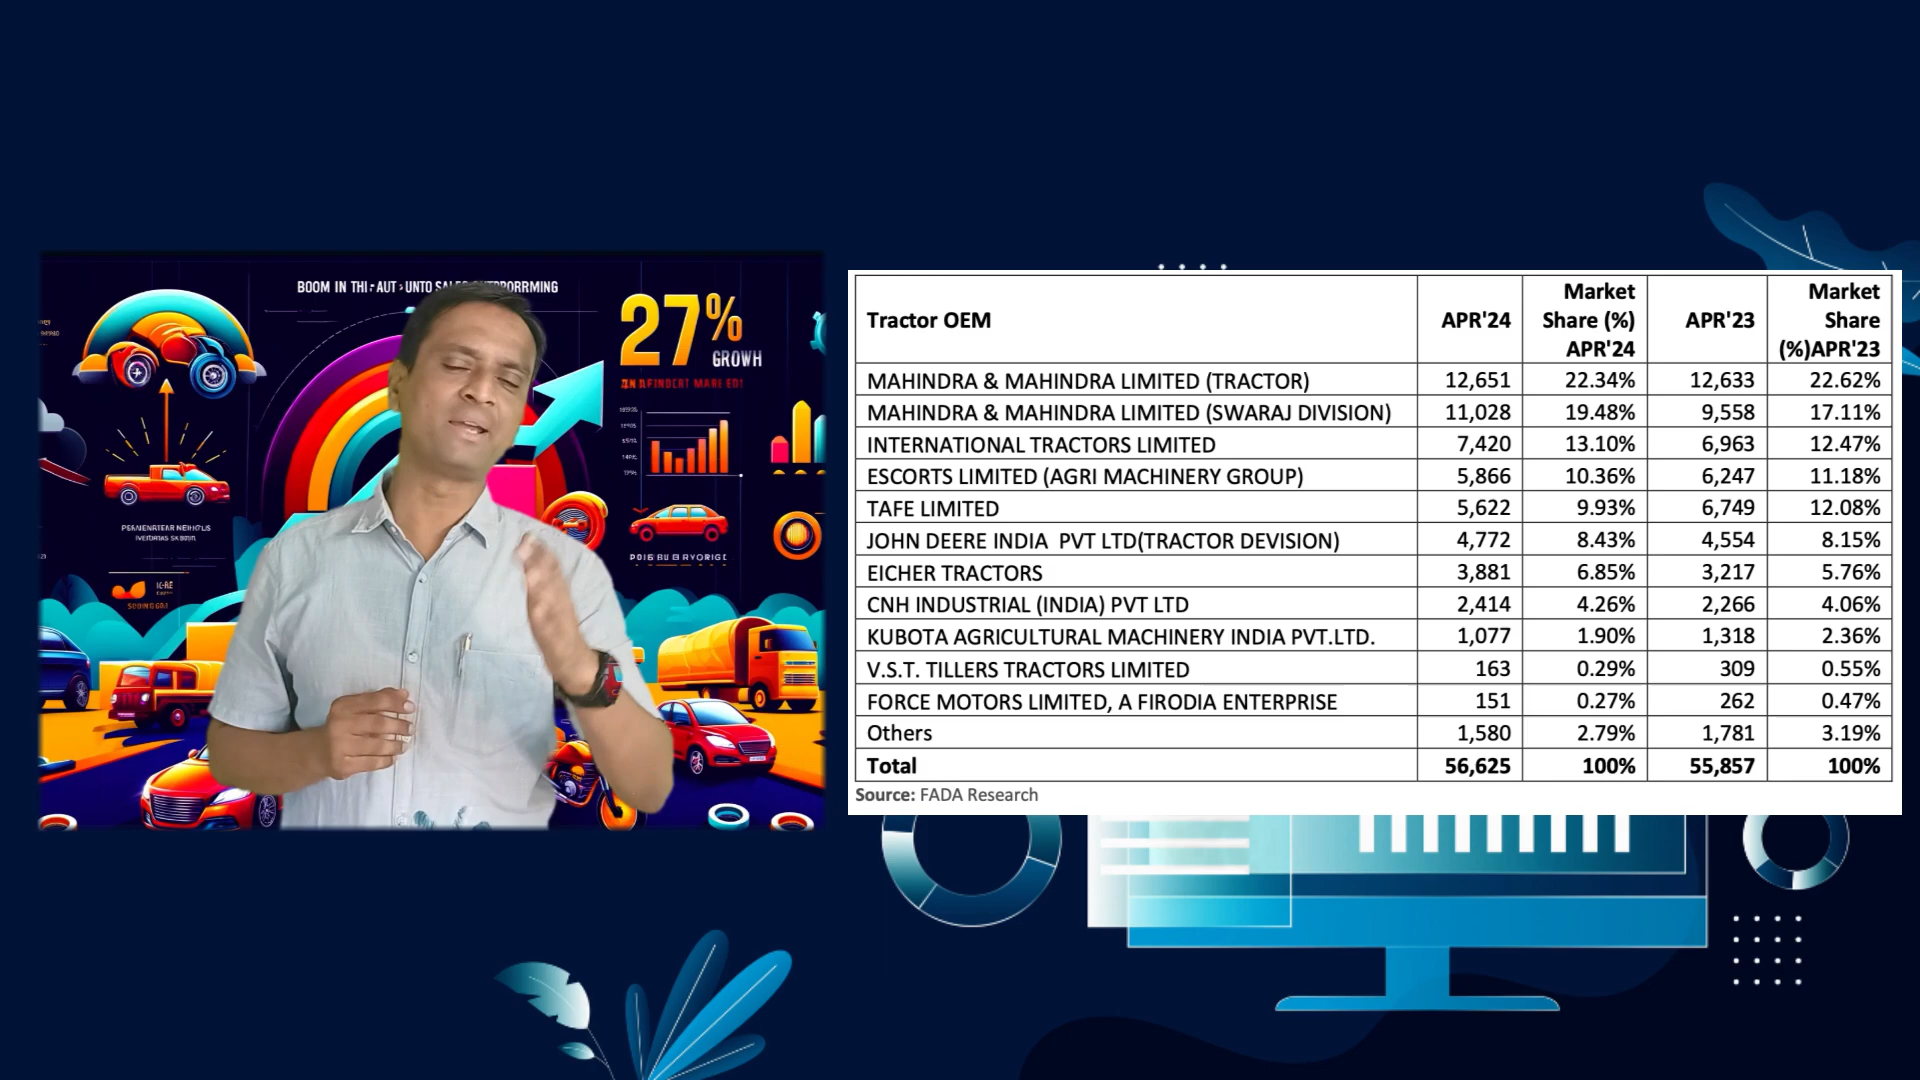 BOOM IN THI
27%
GROWH
Tractor OEM APR'24 Market Share (%) APR'24 APR'23 Market Share (%)APR'23
MAHINDRA & MAHINDRA LIMITED (TRACTOR) 12,651 22.34% 12,633 22.62%
MAHINDRA & MAHINDRA LIMITED (SWARAJ DIVISION) 11,028 19.48% 9,558 17.11%
INTERNATIONAL TRACTORS LIMITED 7,420 13.10% 6,963 12.47%
ESCORTS LIMITED (AGRI MACHINERY GROUP) 5,866 10.36% 6,247 11.18%
TAFE LIMITED 5,622 9.93% 6,749 12.08%
JOHN DEERE INDIA PVT LTD(TRACTOR DEVISION) 4,772 8.43% 4,554 8.15%
EICHER TRACTORS 3,881 6.85% 3,217 5.76%
CNH INDUSTRIAL (INDIA) PVT LTD 2,414 4.26% 2,266 4.06%
KUBOTA AGRICULTURAL MACHINERY INDIA PVT.LTD. 1,077 1.90% 1,318 2.36%
V.S.T. TILLERS TRACTORS LIMITED 163 0.29% 309 0.55%
FORCE MOTORS LIMITED, A FIRODIA ENTERPRISE 151 0.27% 262 0.47%
Others 1,580 2.79% 1,781 3.19%
Total 56,625 100% 55,857 100%
Source: FADA Research